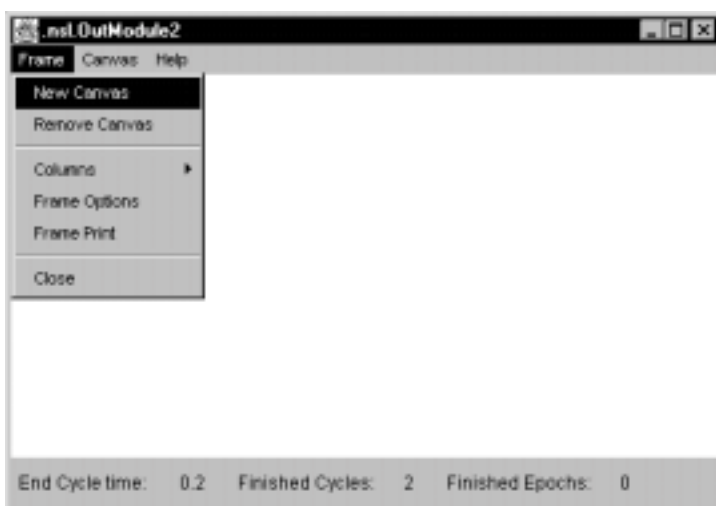 .nslOutModule2
Frame Canvas Help
New Canvas
Remove Canvas
Columns
Frame Options
Frame Print
Close
End Cycle time: 0.2 Finished Cycles: 2 Finished Epochs: 0